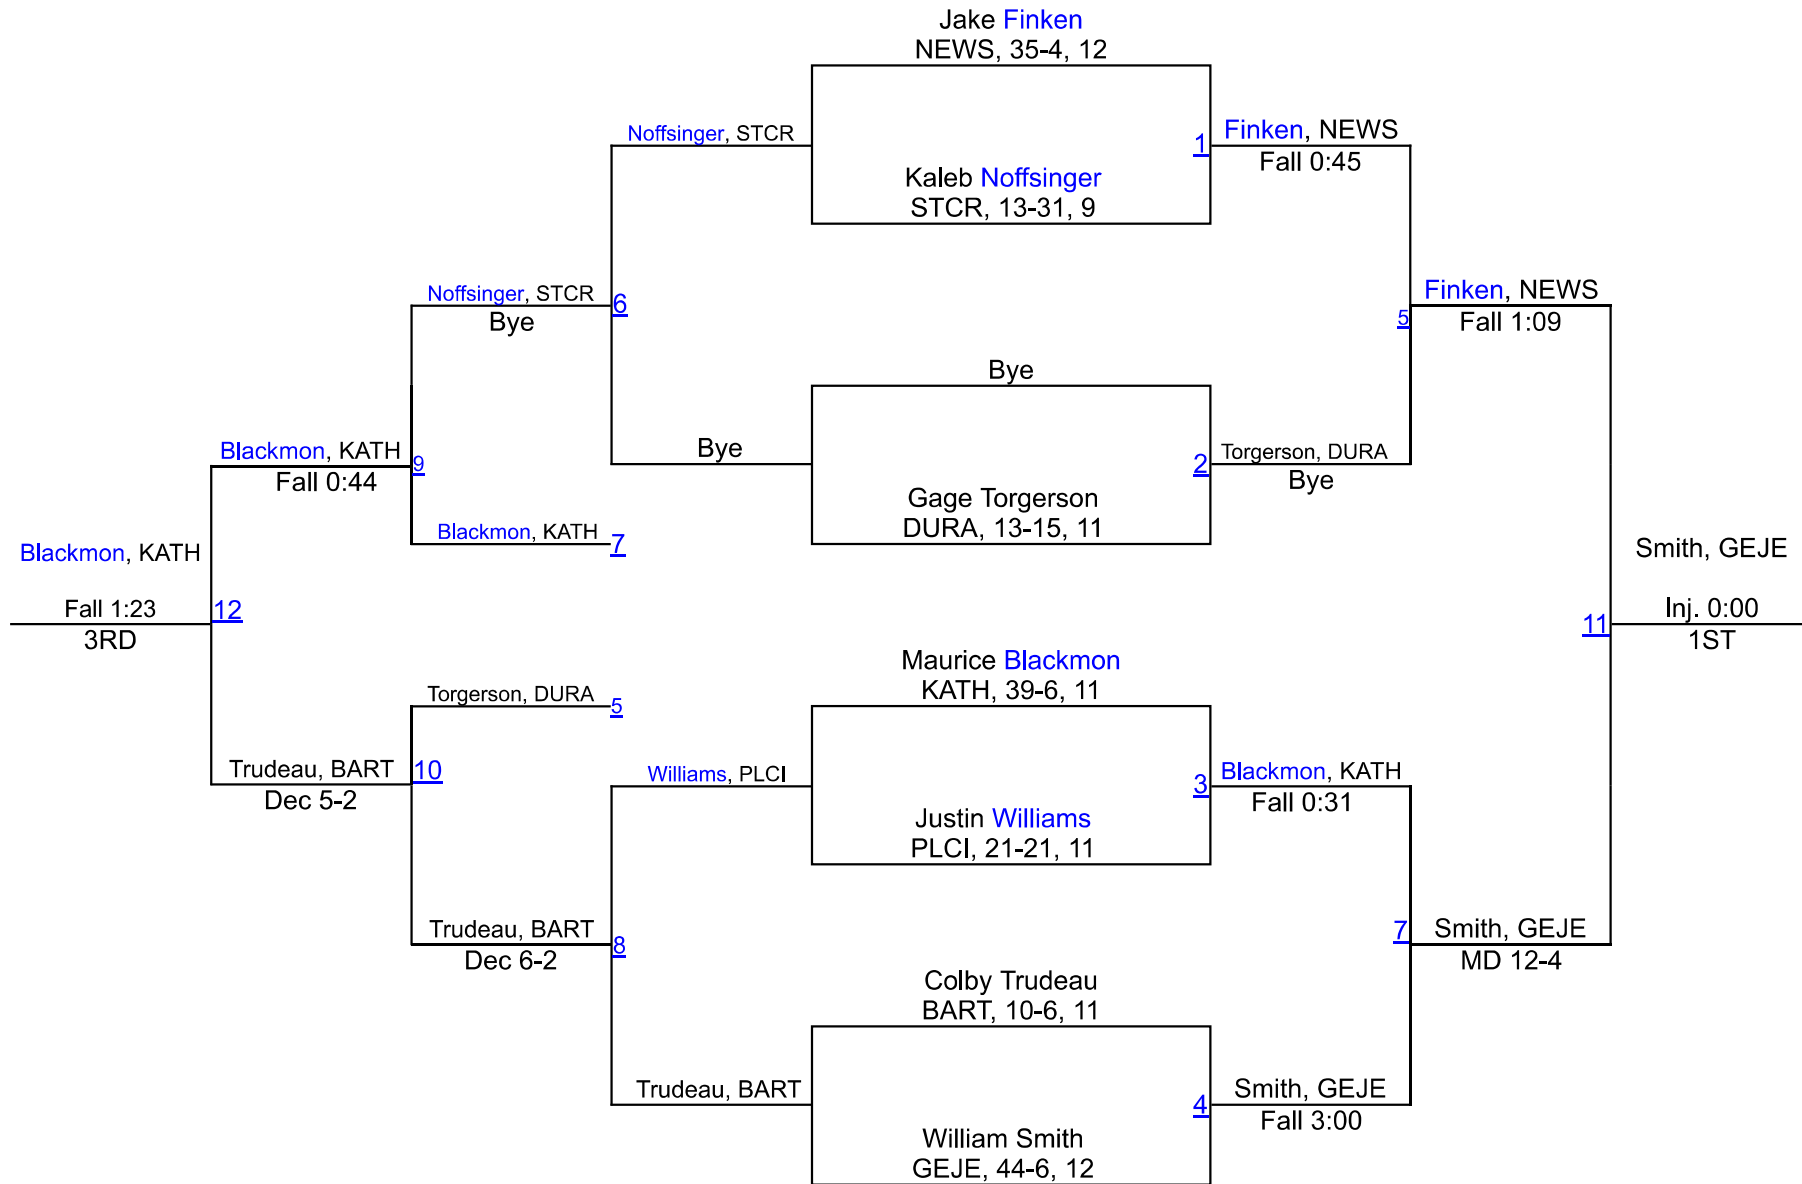 Jake Finken
NEWS, 35-4, 12
Noffsinger, STCR
1
Finken, NEWS
Fall 0:45
Kaleb Noffsinger
STCR, 13-31, 9
Noffsinger, STCR
Bye
6
Finken, NEWS
Fall 1:09
5
Bye
Blackmon, KATH
Fall 0:44
9
Bye
2
Torgerson, DURA
Bye
Gage Torgerson
DURA, 13-15, 11
Blackmon, KATH
7
Blackmon, KATH
Fall 1:23
3RD
12
Smith, GEJE
Inj. 0:00
1ST
11
Maurice Blackmon
KATH, 39-6, 11
Torgerson, DURA
5
Trudeau, BART
Dec 5-2
10
Williams, PLCI
3
Blackmon, KATH
Fall 0:31
Justin Williams
PLCI, 21-21, 11
Trudeau, BART
Dec 6-2
8
7
Smith, GEJE
MD 12-4
Colby Trudeau
BART, 10-6, 11
Trudeau, BART
4
Smith, GEJE
Fall 3:00
William Smith
GEJE, 44-6, 12